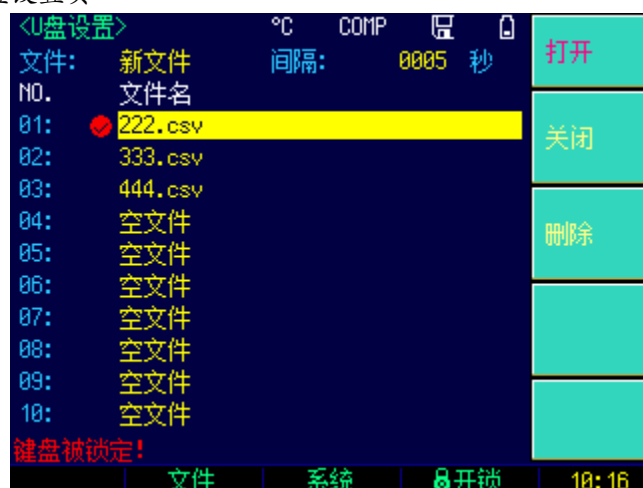 <U盘设置> °C COMP
文件: 新文件 间隔: 0005 秒
NO. 文件名
01: 222.csv
02: 333.csv
03: 444.csv
04: 空文件
05: 空文件
06: 空文件
07: 空文件
08: 空文件
09: 空文件
10: 空文件
键盘被锁定!
打开
关闭
删除
文件 系统 开锁 10:16